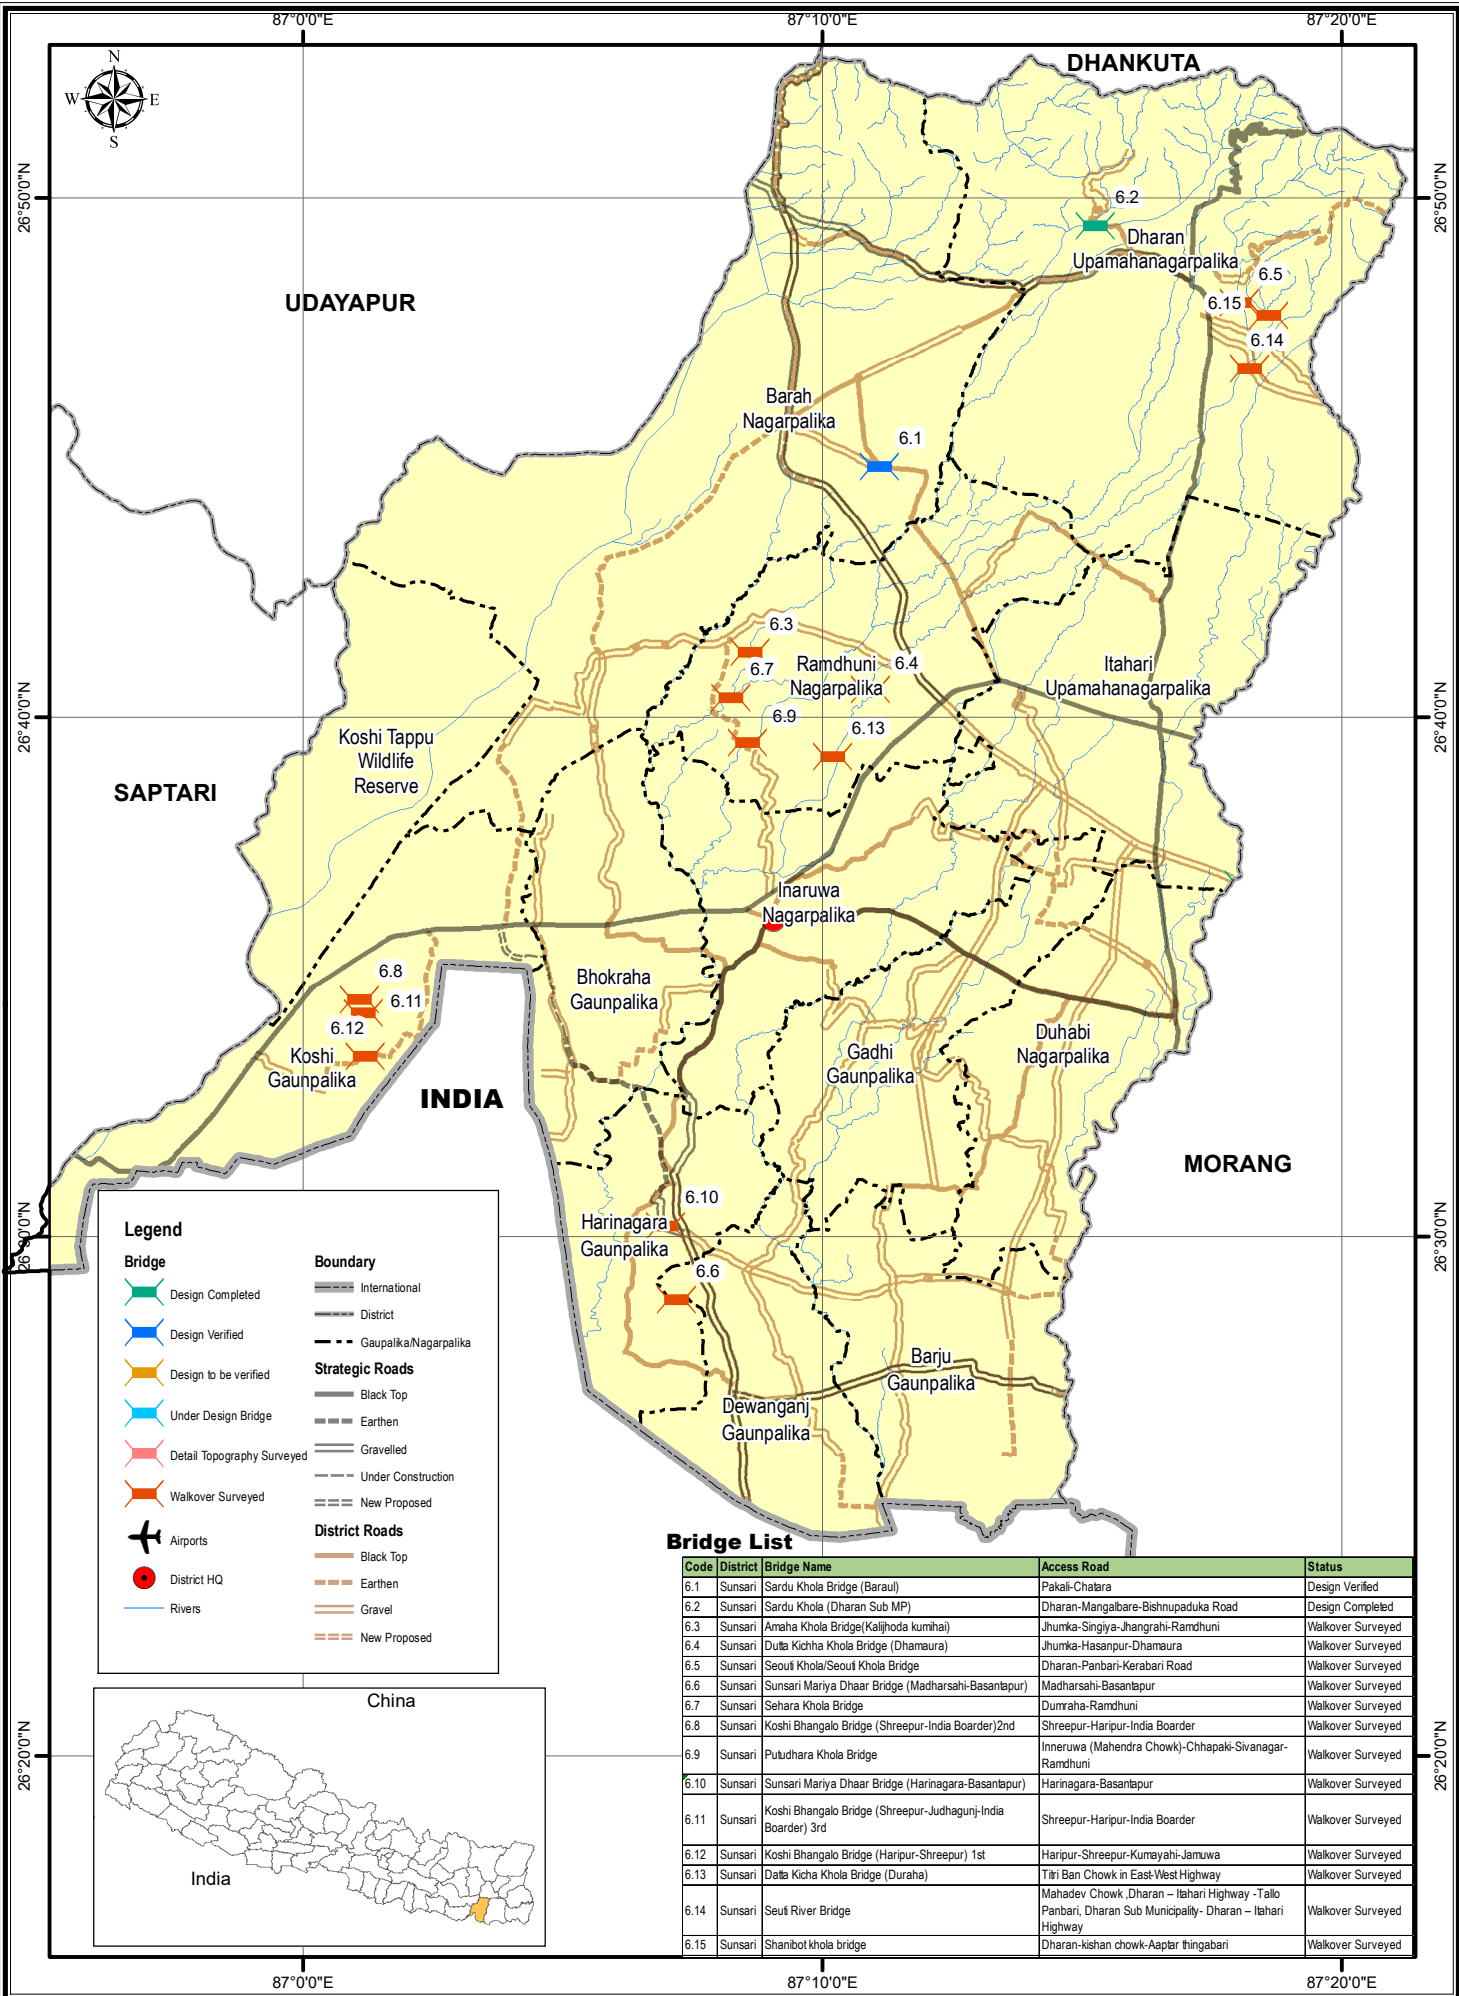 87°0'0"E
87°10'0"E
87°20'0"E
N
W
E
S
DHANKUTA
26°50'0"N
26°50'0"N
6.2
Dharan
Upamahanagarpalika
6.5
6.15
6.14
UDAYAPUR
Barah
Nagarpalika
6.1
6.3
6.7
Ramdhuni
Nagarpalika
6.4
Itahari
Upamahanagarpalika
6.9
6.13
26°40'0"N
26°40'0"N
Koshi Tappu
Wildlife
Reserve
SAPTARI
Inaruwa
Nagarpalika
6.8
6.11
6.12
Bhokraha
Gaunpalika
Koshi
Gaunpalika
Gadhi
Gaunpalika
Duhabi
Nagarpalika
INDIA
MORANG
6.10
Harinagara
Gaunpalika
6.6
26°30'0"N
26°30'0"N
Barju
Gaunpalika
Dewanganj
Gaunpalika
Legend
Bridge
Design Completed
Design Verified
Design to be verified
Under Design Bridge
Detail Topography Surveyed
Walkover Surveyed
Airports
District HQ
Rivers
Boundary
International
District
Gaupalika/Nagarpalika
Strategic Roads
Black Top
Earthen
Gravelled
Under Construction
New Proposed
District Roads
Black Top
Earthen
Gravel
New Proposed
China
India
Bridge List
Code District Bridge Name Access Road Status
6.1 Sunsari Sardu Khola Bridge (Baraul) Pakali-Chatara Design Verified
6.2 Sunsari Sardu Khola (Dharan Sub MP) Dharan-Mangalbare-Bishnupaduka Road Design Completed
6.3 Sunsari Amaha Khola Bridge(Kalijhoda kumihai) Jhumka-Singiya-Jhangrahi-Ramdhuni Walkover Surveyed
6.4 Sunsari Dutta Kichha Khola Bridge (Dhamaura) Jhumka-Hasanpur-Dhamaura Walkover Surveyed
6.5 Sunsari Seouti Khola/Seouti Khola Bridge Dharan-Panbari-Kerabari Road Walkover Surveyed
6.6 Sunsari Sunsari Mariya Dhaar Bridge (Madharsahi-Basantapur) Madharsahi-Basantapur Walkover Surveyed
6.7 Sunsari Sehara Khola Bridge Dumraha-Ramdhuni Walkover Surveyed
6.8 Sunsari Koshi Bhangalo Bridge (Shreepur-India Boarder)2nd Shreepur-Haripur-India Boarder Walkover Surveyed
6.9 Sunsari Putudhara Khola Bridge Inneruwa (Mahendra Chowk)-Chhapaki-Sivanagar-
Ramdhuni Walkover Surveyed
6.10 Sunsari Sunsari Mariya Dhaar Bridge (Harinagara-Basantapur) Harinagara-Basantapur Walkover Surveyed
6.11 Sunsari Koshi Bhangalo Bridge (Shreepur-Judhagunj-India
Boarder) 3rd Shreepur-Haripur-India Boarder Walkover Surveyed
6.12 Sunsari Koshi Bhangalo Bridge (Haripur-Shreepur) 1st Haripur-Shreepur-Kumayahi-Jamuwa Walkover Surveyed
6.13 Sunsari Datta Kicha Khola Bridge (Duraha) Titri Ban Chowk in East-West Highway Walkover Surveyed
6.14 Sunsari Seuti River Bridge Mahadev Chowk ,Dharan – Itahari Highway -Tallo
Panbari, Dharan Sub Municipality- Dharan – Itahari
Highway Walkover Surveyed
6.15 Sunsari Shanibot khola bridge Dharan-kishan chowk-Aaptar thingabari Walkover Surveyed
26°20'0"N
26°20'0"N
87°0'0"E
87°10'0"E
87°20'0"E